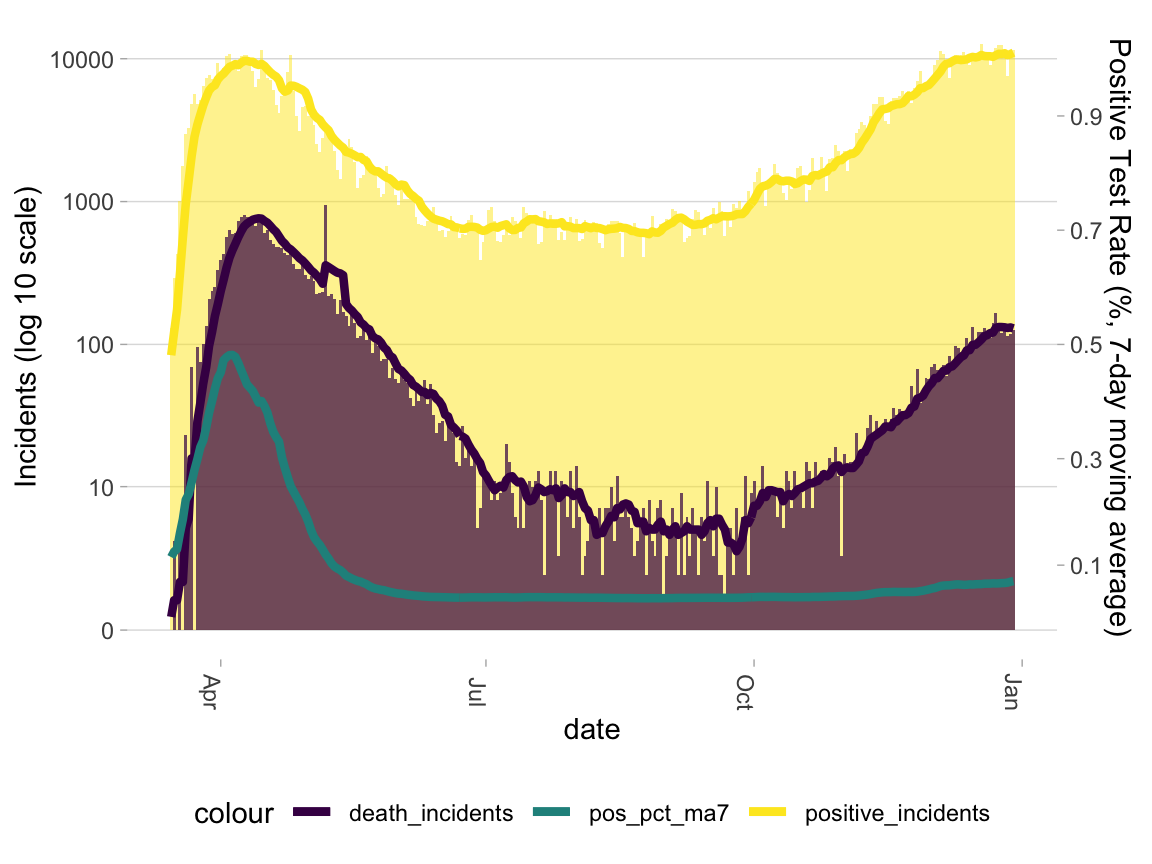 Incidents (log 10 scale)
10000
1000
100
10
0
Positive Test Rate (%, 7-day moving average)
0.9
0.7
0.5
0.3
0.1
Apr
Jul
Oct
Jan
date
colour death_incidents pos_pct_ma7 positive_incidents